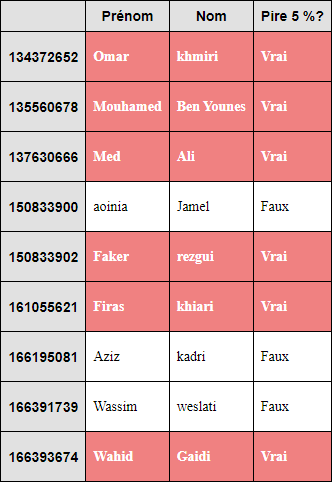 Prénom Nom Pire 5 %?
134372652 Omar khmiri Vrai
135560678 Mouhamed Ben Younes Vrai
137630666 Med Ali Vrai
150833900 aoinia Jamel Faux
150833902 Faker rezgui Vrai
161055621 Firas khiari Vrai
166195081 Aziz kadri Faux
166391739 Wassim weslati Faux
166393674 Wahid Gaidi Vrai